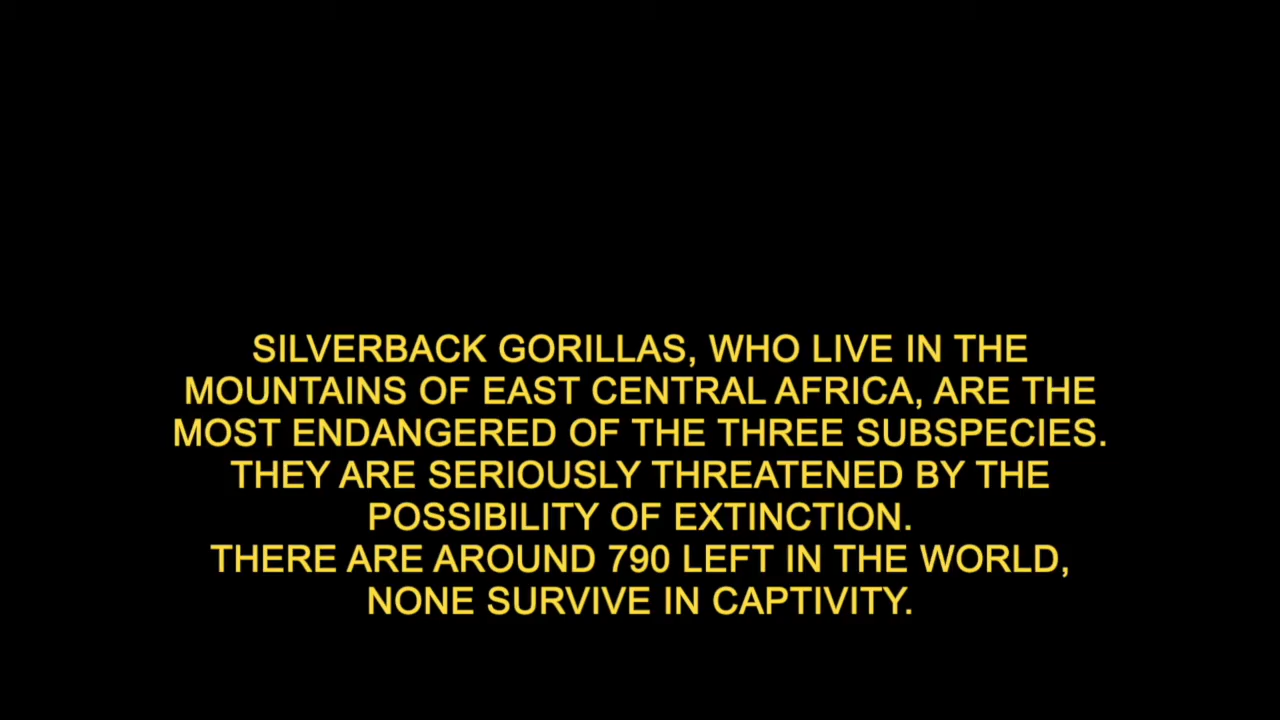 SILVERBACK GORILLAS, WHO LIVE IN THE
MOUNTAINS OF EAST CENTRAL AFRICA, ARE THE
MOST ENDANGERED OF THE THREE SUBSPECIES.
THEY ARE SERIOUSLY THREATENED BY THE
POSSIBILITY OF EXTINCTION.
THERE ARE AROUND 790 LEFT IN THE WORLD,
NONE SURVIVE IN CAPTIVITY.